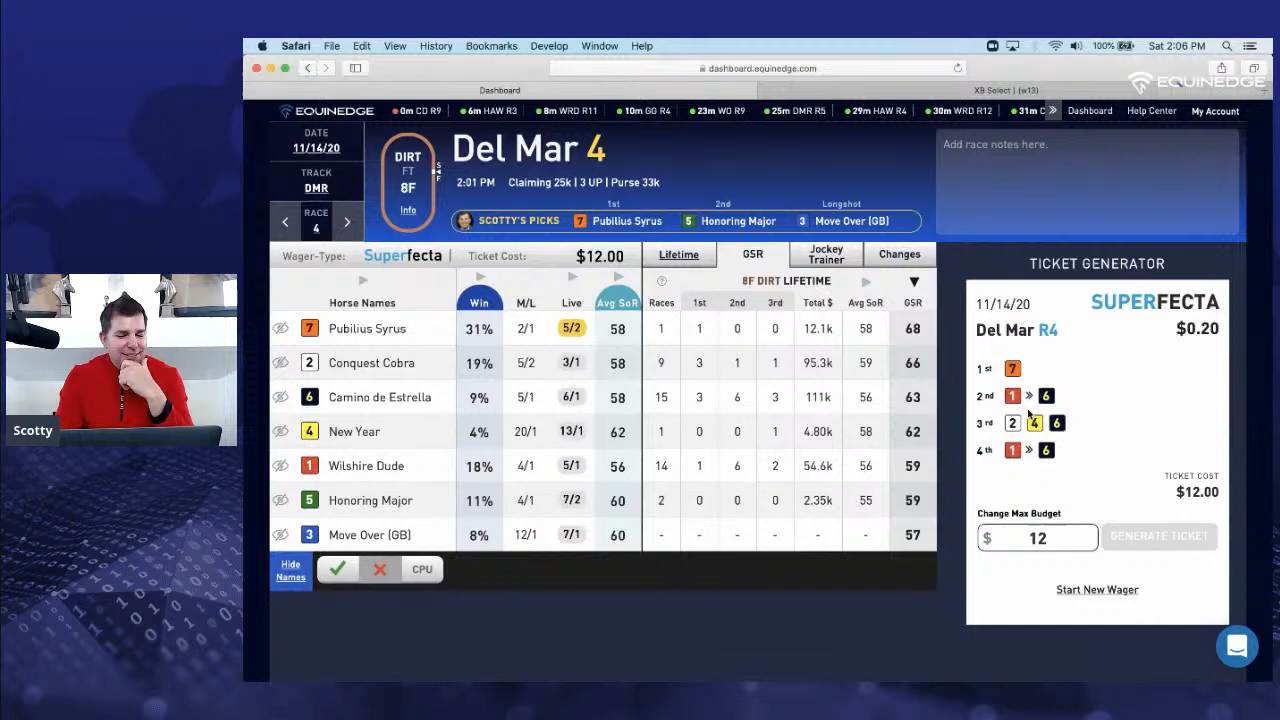 Safari File Edit View History Bookmarks Develop Window Help 100% Sat 2:06 PM
dashboard.equinedge.com
EQUINEDGE
Dashboard XB Select | (w13)
EQUINEDGE 0m CD R9 6m HAW R3 8m WRD R11 10m GG R4 23m WO R9 25m DMR R5 29m HAW R4 30m WRD R12 31m C » Dashboard Help Center My Account
DATE
11/14/20
TRACK
DMR
RACE
4
DIRT
FT
8F
Info
S
F
Del Mar 4
2:01 PM Claiming 25k | 3 UP | Purse 33k
1st 2nd Longshot
SCOTTY'S PICKS 7 Pubilius Syrus 5 Honoring Major 3 Move Over (GB)
Add race notes here.
Wager-Type: Superfecta Ticket Cost: $12.00
Lifetime GSR Jockey Trainer Changes
8F DIRT LIFETIME
Horse Names Win M/L Live Avg SoR Races 1st 2nd 3rd Total $ Avg SoR GSR
7 Pubilius Syrus 31% 2/1 5/2 58 1 1 0 0 12.1k 58 68
2 Conquest Cobra 19% 5/2 3/1 58 9 3 1 1 95.3k 59 66
6 Camino de Estrella 9% 5/1 6/1 58 15 3 6 3 111k 56 63
4 New Year 4% 20/1 13/1 62 1 0 0 1 4.80k 58 62
1 Wilshire Dude 18% 4/1 5/1 56 14 1 6 2 54.6k 56 59
5 Honoring Major 11% 4/1 7/2 60 2 0 0 0 2.35k 55 59
3 Move Over (GB) 8% 12/1 7/1 60 - - - - - - 57
Hide
Names
CPU
TICKET GENERATOR
11/14/20 SUPERFECTA
Del Mar R4 $0.20
1st 7
2nd 1 » 6
3rd 2 4 6
4th 1 » 6
TICKET COST
$12.00
Change Max Budget
$ 12 GENERATE TICKET
Start New Wager
Scotty